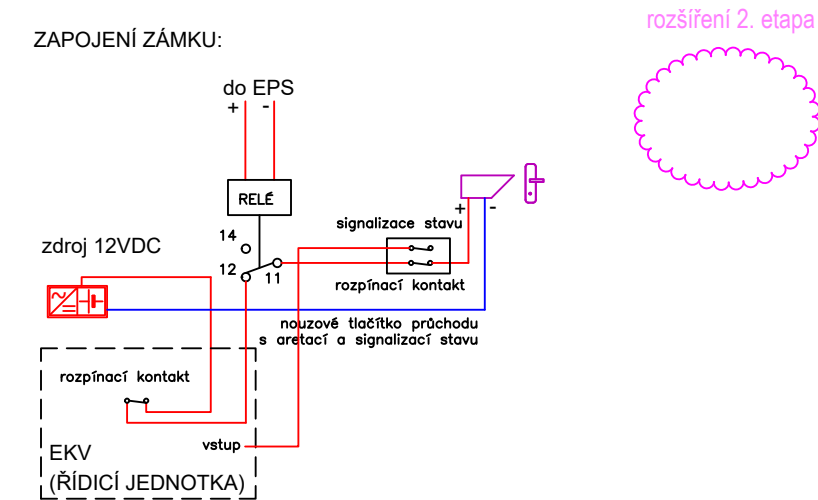 rozšíření 2. etapa
ZAPOJENÍ ZÁMKU:
do EPS
+ -
RELÉ
signalizace stavu
+ -
14
zdroj 12VDC
12
11
rozpínací kontakt
nouzové tlačítko průchodu
s aretací a signalizací stavu
rozpínací kontakt
vstup
EKV
(ŘÍDICÍ JEDNOTKA)